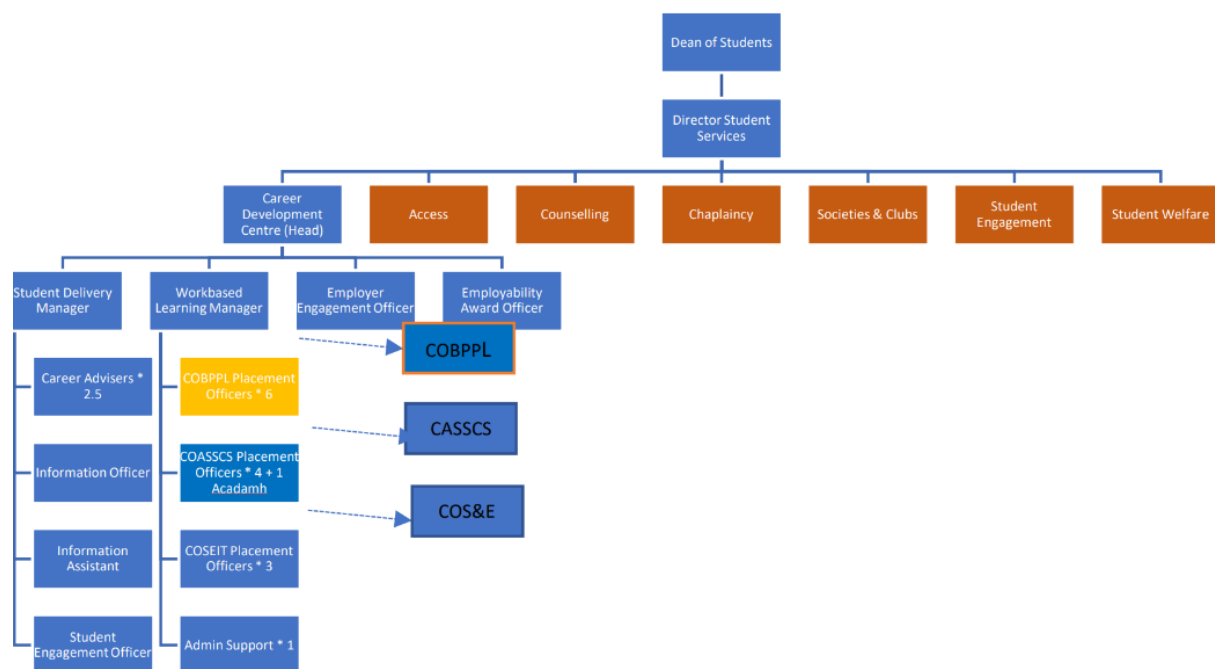 Dean of Students
Director Student
Services
Career
Development
Centre (Head)
Access
Counselling
Chaplaincy
Societies & Clubs
Student
Engagement
Student Welfare
Student Delivery
Manager
Workbased
Learning Manager
Employer
Engagement Officer
Employability
Award Officer
COBPPL
Career Advisers *
2.5
COBPPL Placement
Officers * 6
CASSCS
Information Officer
COASSCS Placement
Officers * 4 + 1
Acadamh
COS&E
Information
Assistant
COSEIT Placement
Officers * 3
Student
Engagement Officer
Admin Support * 1